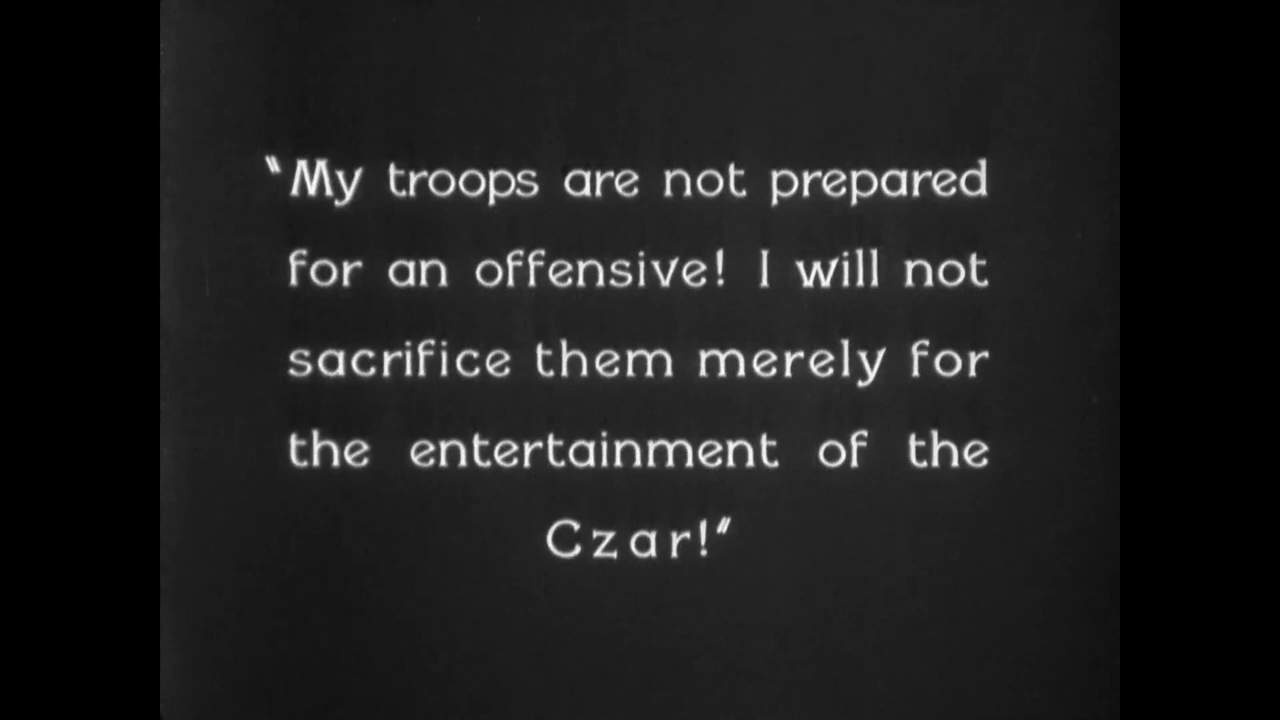 "My troops are not prepared
for an offensive! I will not
sacrifice them merely for
the entertainment of the
Czar!"